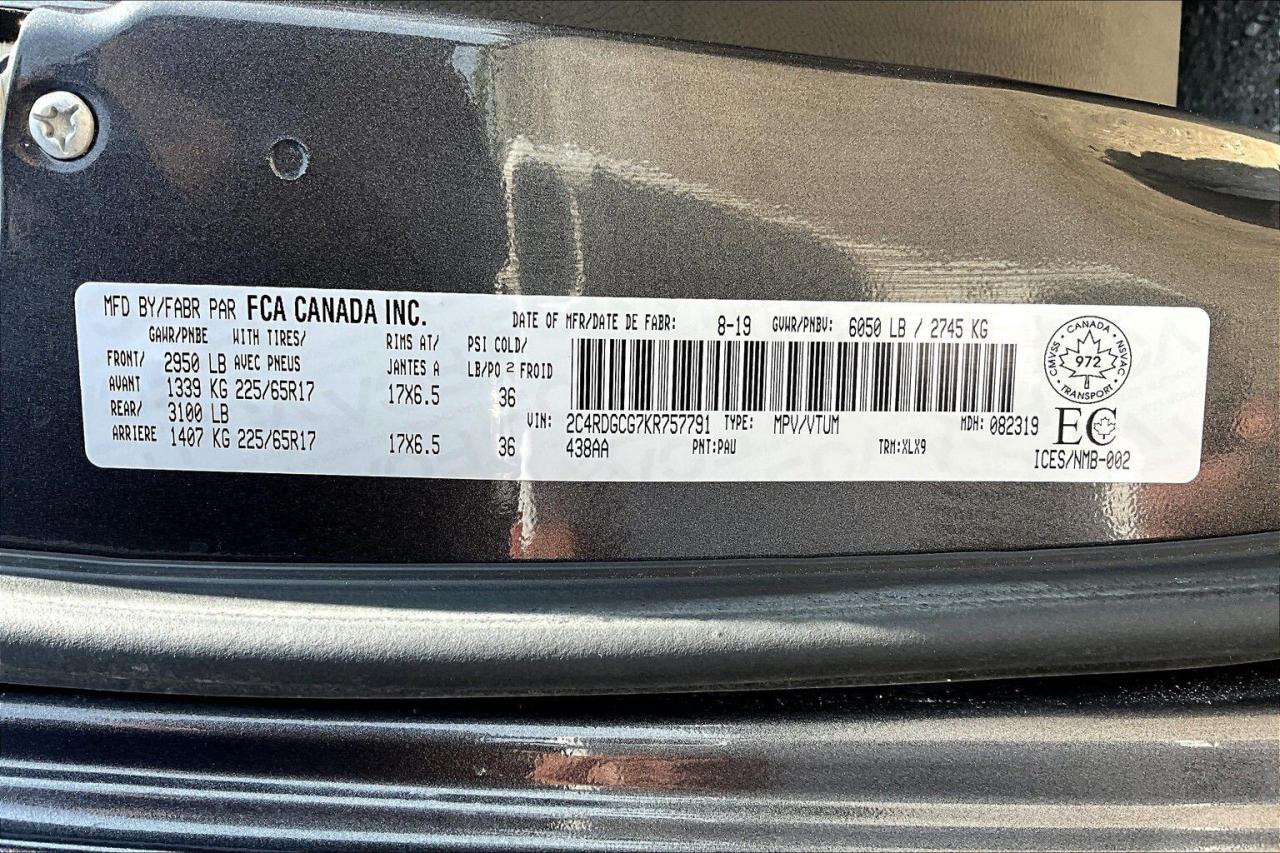 MFD BY/FABR PAR FCA CANADA INC. DATE OF MFR/DATE DE FABR: 8-19 GVWR/PNBV: 6050 LB / 2745 KG
GAWR/PNBE WITH TIRES/ RIMS AT/ PSI COLD/
FRONT/ 2950 LB AVEC PNEUS JANTES A LB/PO ² FROID
AVANT 1339 KG 225/65R17 17X6.5 36
REAR/ 3100 LB
VIN: 2C4RDGCG7KR757791 TYPE: MPV/VTUM MDH: 082319
ARRIERE 1407 KG 225/65R17 17X6.5 36 438AA PNT:PAU TRM:XLX9
CANADA
CMVSS NSVAC
972
TRANSPORT
EC
ICES/NMB-002